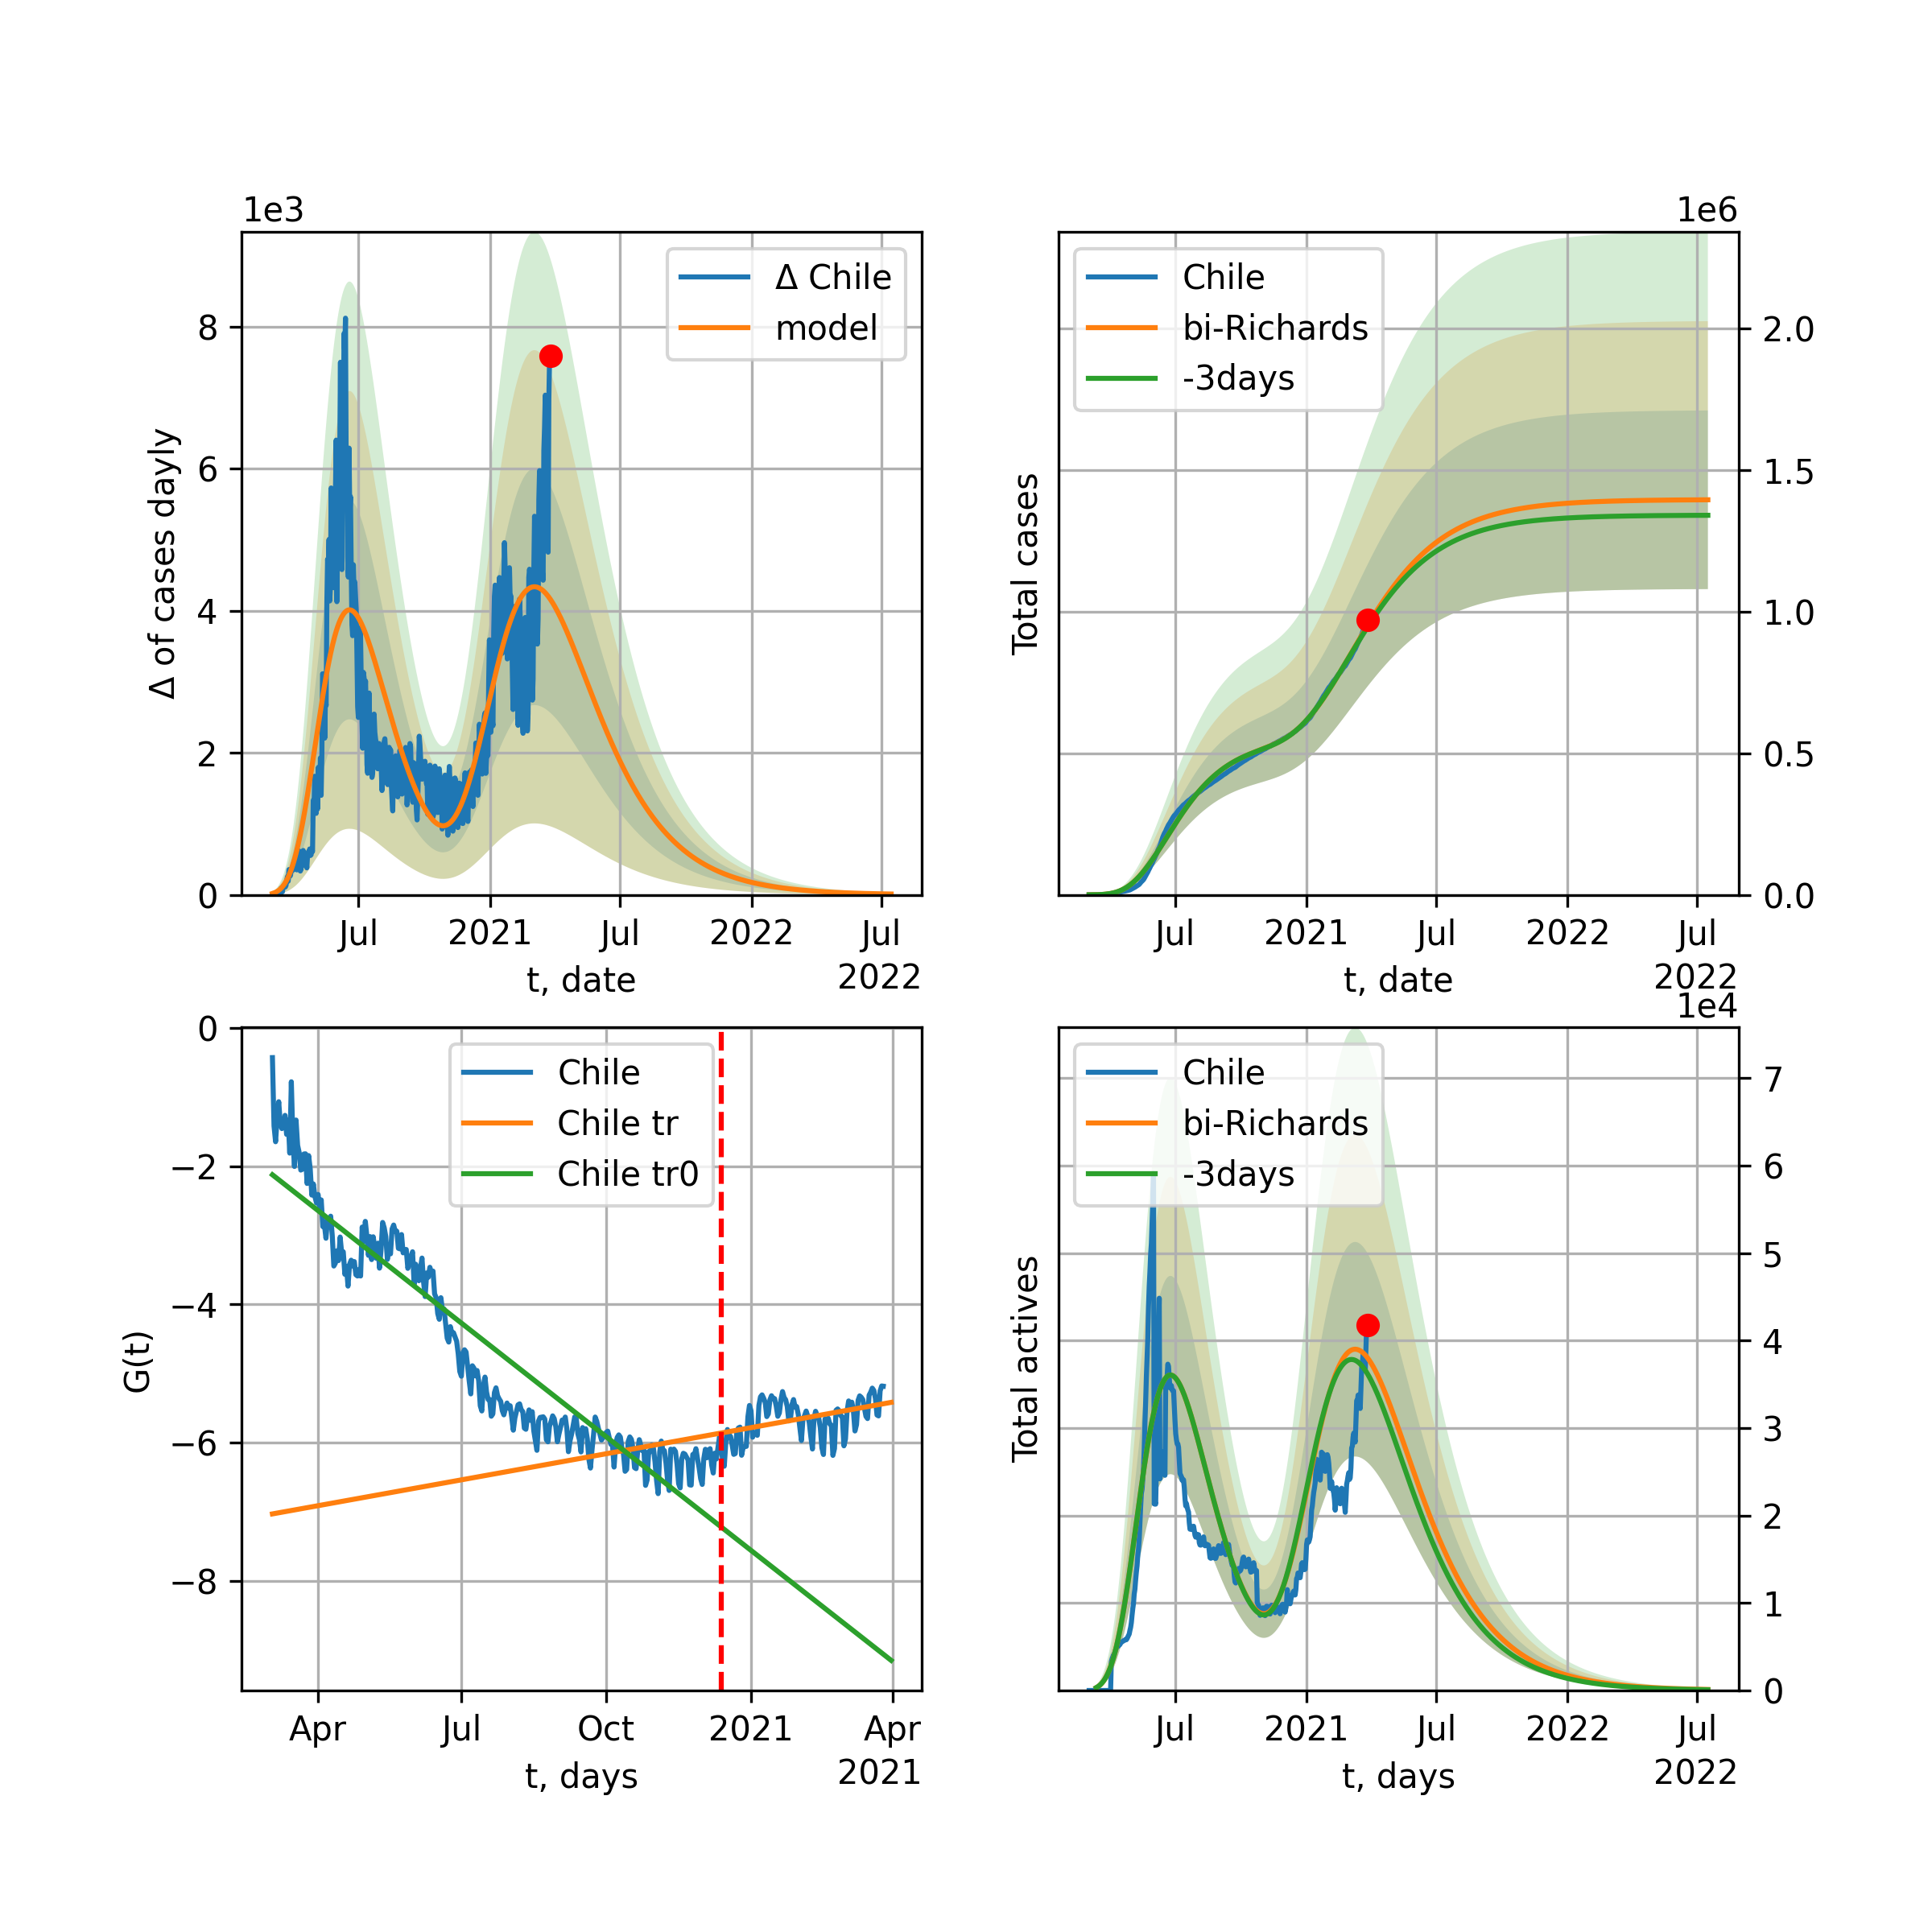 1e3
Δ of cases dayly
8
6
4
2
0
Δ Chile
model
Jul
2021
Jul
2022
Jul
2022
t, date
1e6
Total cases
Chile
bi-Richards
-3days
2.0
1.5
1.0
0.5
0.0
Jul
2021
Jul
2022
Jul
2022
t, date
G(t)
0
−2
−4
−6
−8
Chile
Chile tr
Chile tr0
Apr
Jul
Oct
2021
Apr
2021
t, days
1e4
Total actives
Chile
bi-Richards
-3days
7
6
5
4
3
2
1
0
Jul
2021
Jul
2022
Jul
2022
t, days